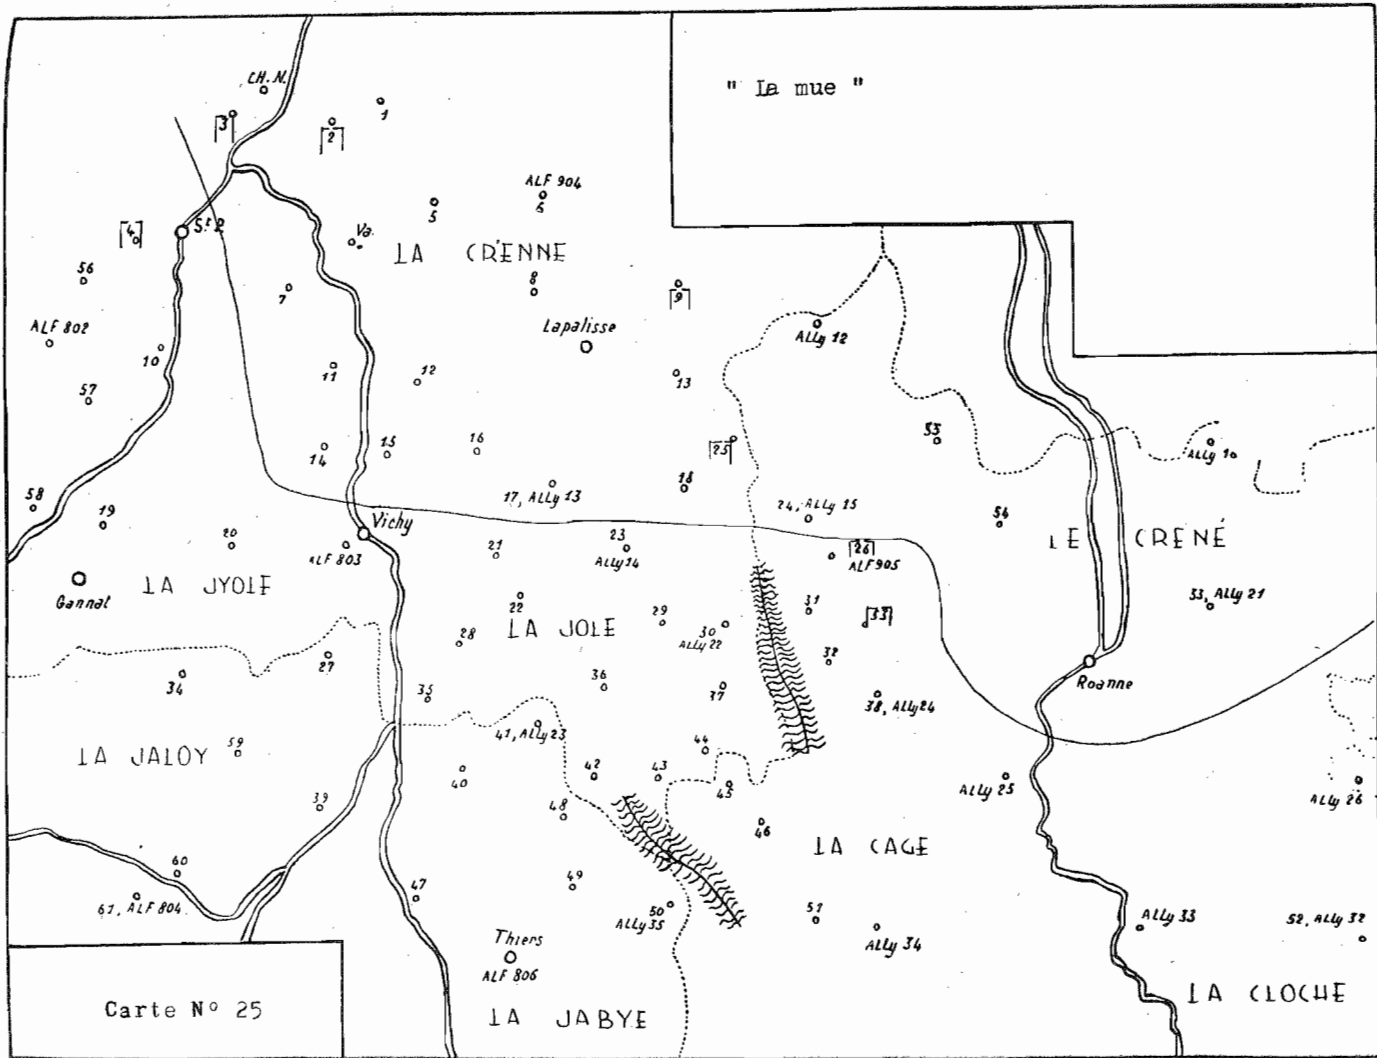 " La mue "
CH.N.
1
3
2
ALF 904
6
5
4
St P.
Va.
LA CRENNE
56
7
8
9
ALF 802
Lapalisse
Ally 12
10
11
12
13
57
53
14
15
16
25
Ally 10
18
17, Ally 13
58
19
24, Ally 15
54
Vichy
20
21
23
Ally 14
LE CRENÉ
ALF 803
26
ALF 905
Gannat
LA JYOLE
22
LA JOLE
29
30
Ally 22
31
33
33, Ally 21
28
27
32
34
35
36
37
Roanne
38, Ally 24
41, Ally 23
59
LA JALOY
44
42
43
40
45
Ally 25
Ally 26
39
48
46
LA CAGE
60
49
47
61, ALF 804
50
Ally 35
51
Ally 33
52, Ally 32
Ally 34
Thiers
ALF 806
LA CLOCHE
Carte Nº 25
LA JABYE